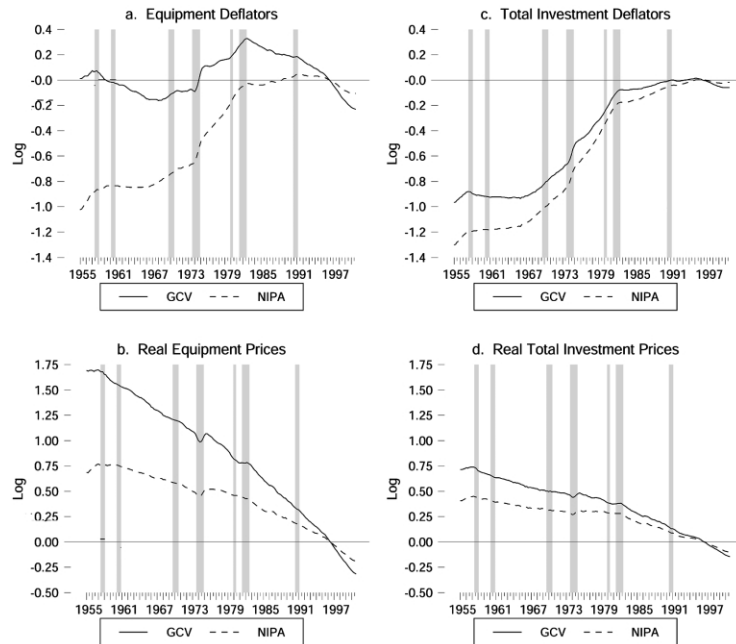 a. Equipment Deflators
0.4
0.2
-0.0
-0.2
-0.4
-0.6
-0.8
-1.0
-1.2
-1.4
Log
1955 1961 1967 1973 1979 1985 1991 1997
GCV NIPA
c. Total Investment Deflators
0.4
0.2
-0.0
-0.2
-0.4
-0.6
-0.8
-1.0
-1.2
-1.4
Log
1955 1961 1967 1973 1979 1985 1991 1997
GCV NIPA
b. Real Equipment Prices
1.75
1.50
1.25
1.00
0.75
0.50
0.25
0.00
-0.25
-0.50
Log
1955 1961 1967 1973 1979 1985 1991 1997
GCV NIPA
d. Real Total Investment Prices
1.75
1.50
1.25
1.00
0.75
0.50
0.25
0.00
-0.25
-0.50
Log
1955 1961 1967 1973 1979 1985 1991 1997
GCV NIPA